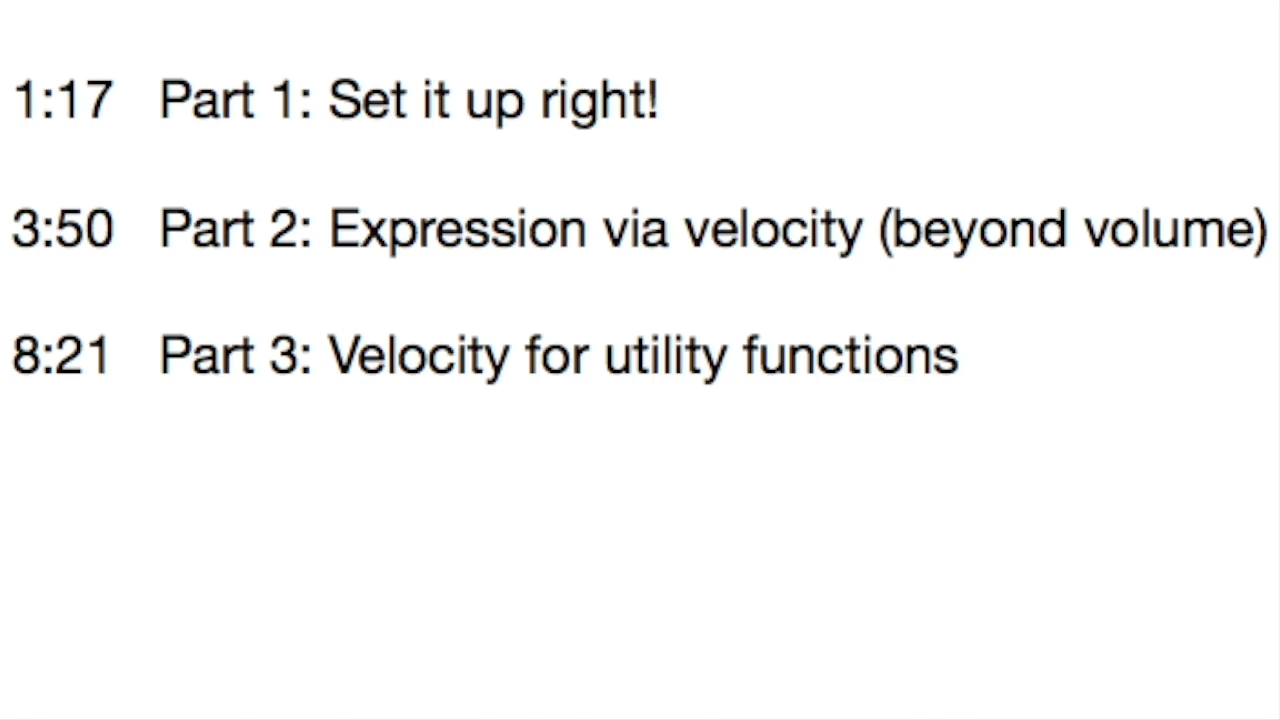 1:17 Part 1: Set it up right!
3:50 Part 2: Expression via velocity (beyond volume)
8:21 Part 3: Velocity for utility functions